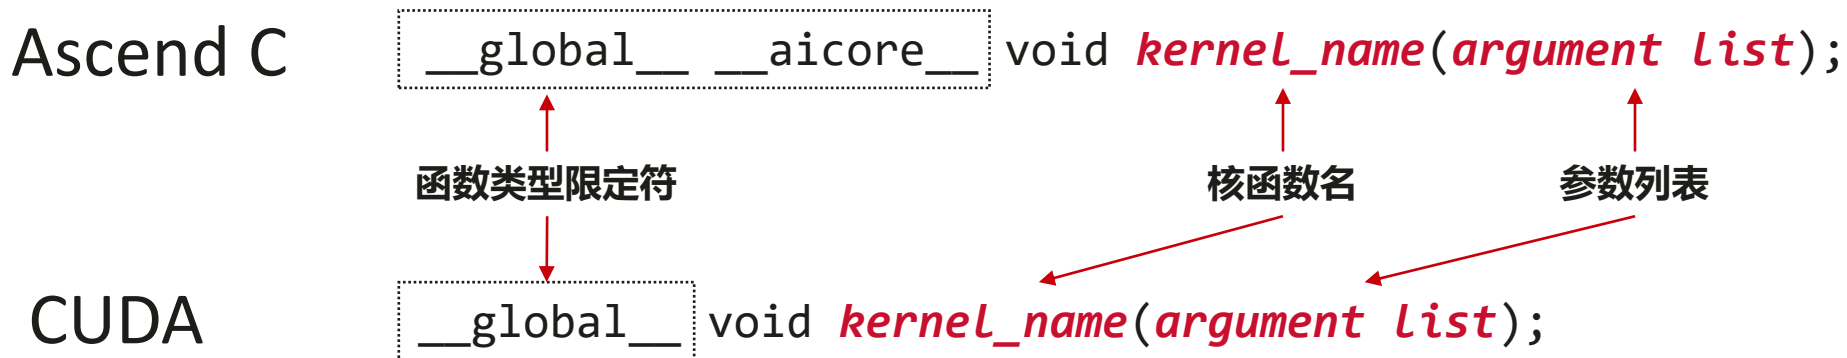 Ascend C __global__ __aicore__ void kernel_name(argument list);
函数类型限定符 核函数名 参数列表
CUDA __global__ void kernel_name(argument list);